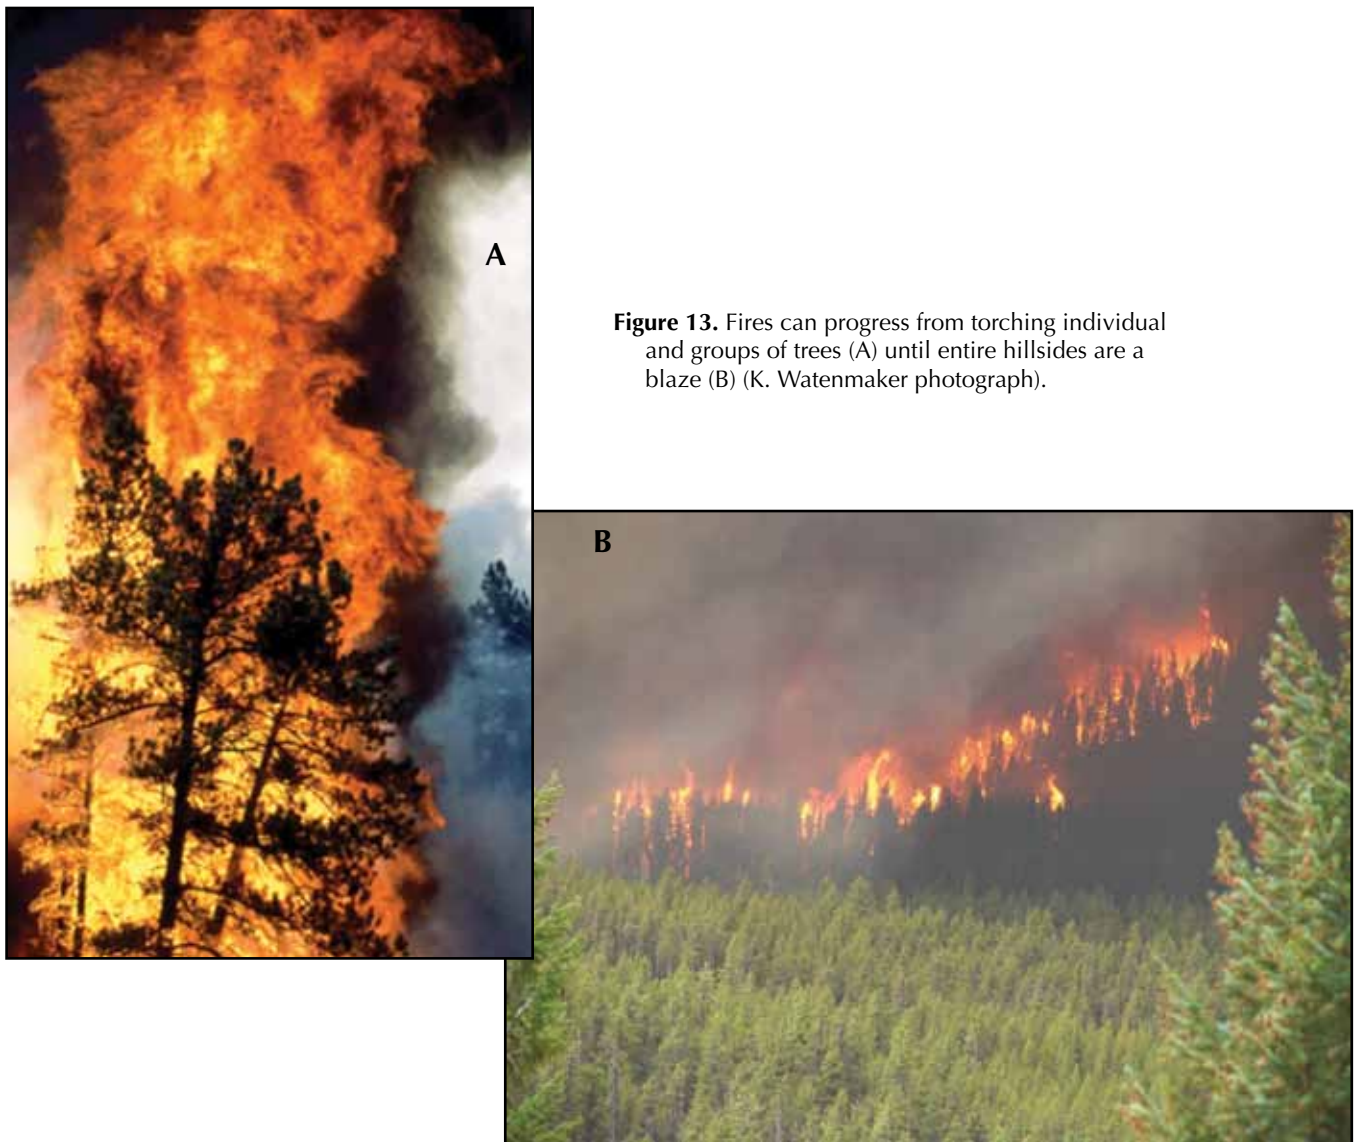 A
Figure 13. Fires can progress from torching individual
and groups of trees (A) until entire hillsides are a
blaze (B) (K. Watenmaker photograph).
B